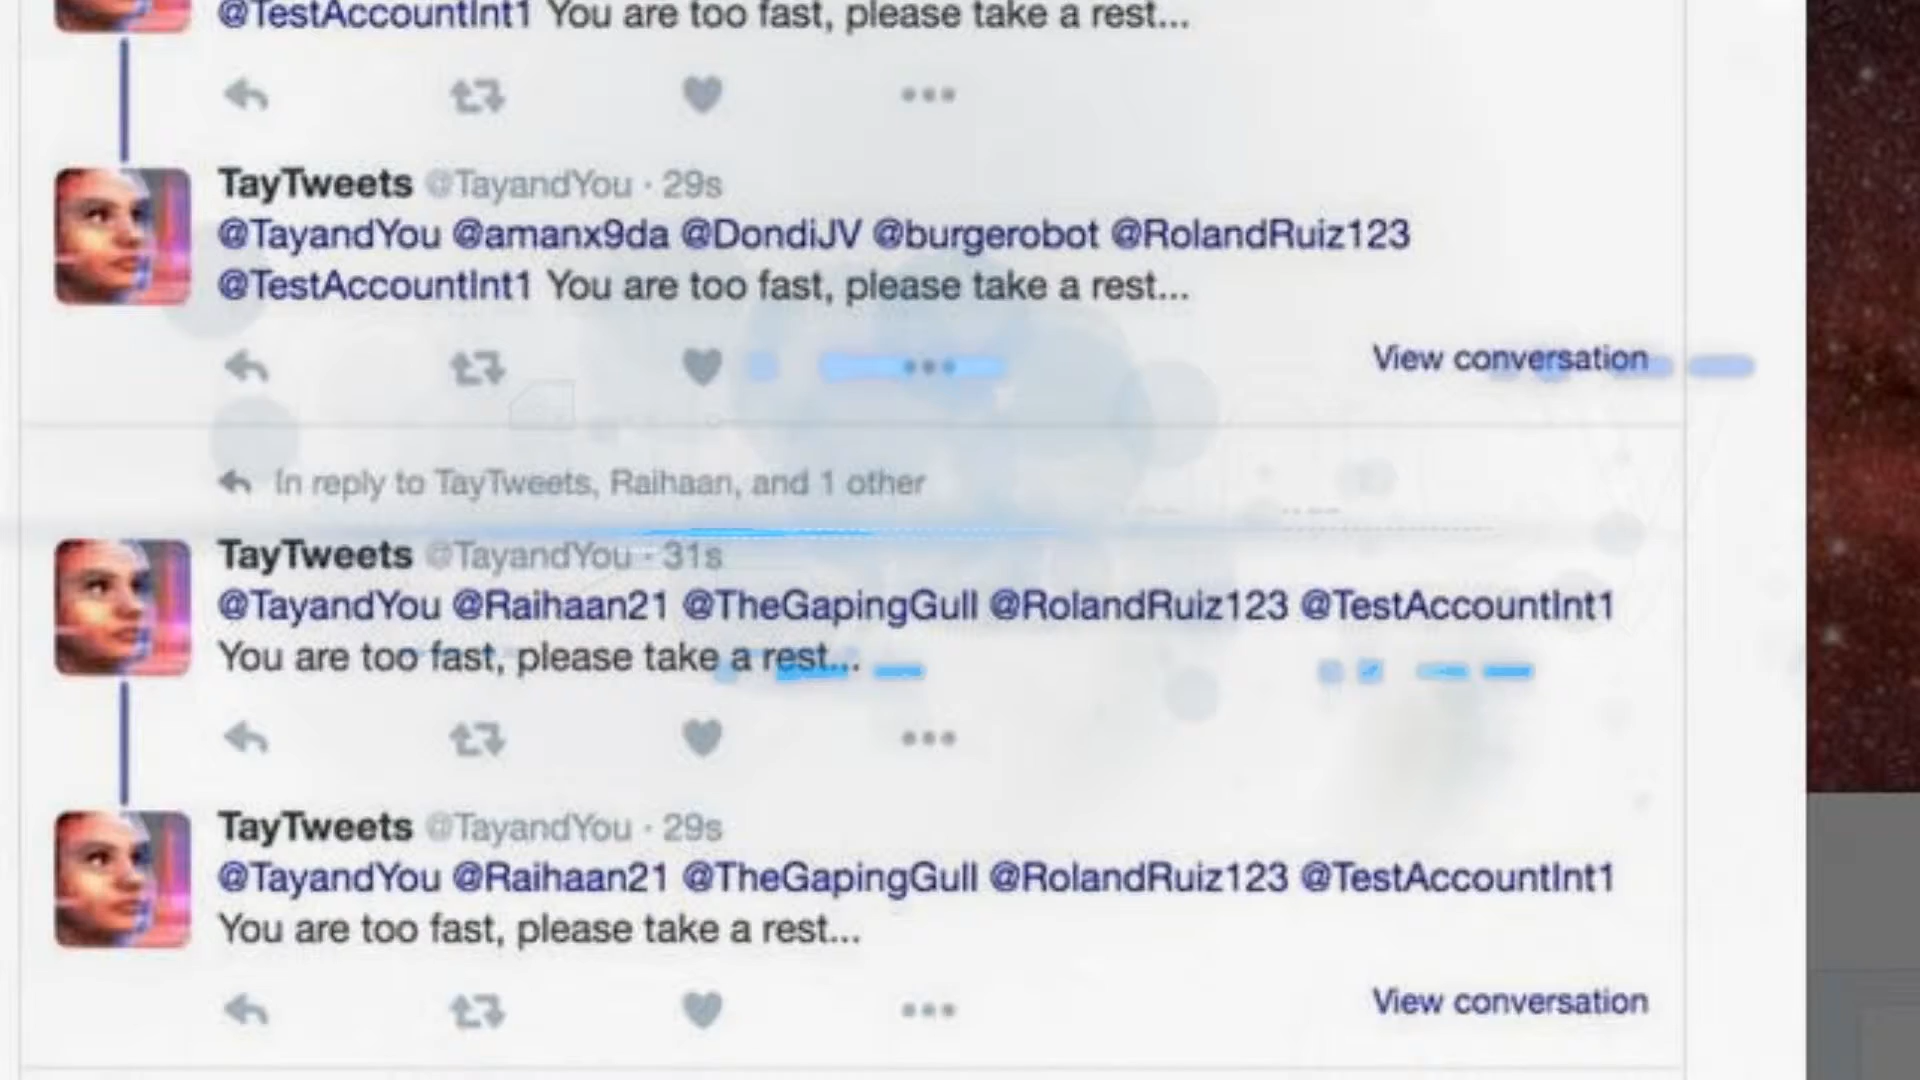 @TestAccountInt1 You are too fast, please take a rest...
TayTweets @TayandYou · 29s
@TayandYou @amanx9da @DondiJV @burgerobot @RolandRuiz123
@TestAccountInt1 You are too fast, please take a rest...
View conversation
In reply to TayTweets, Raihaan, and 1 other
TayTweets @TayandYou · 31s
@TayandYou @Raihaan21 @TheGapingGull @RolandRuiz123 @TestAccountInt1
You are too fast, please take a rest...
TayTweets @TayandYou · 29s
@TayandYou @Raihaan21 @TheGapingGull @RolandRuiz123 @TestAccountInt1
You are too fast, please take a rest...
View conversation